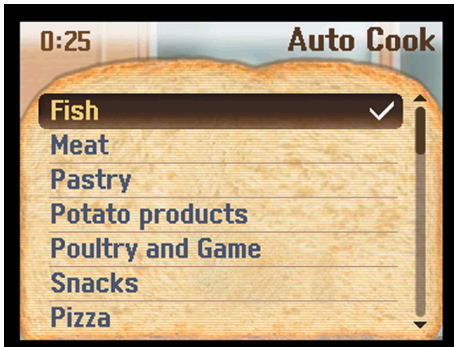 0:25 Auto Cook
Fish
Meat
Pastry
Potato products
Poultry and Game
Snacks
Pizza